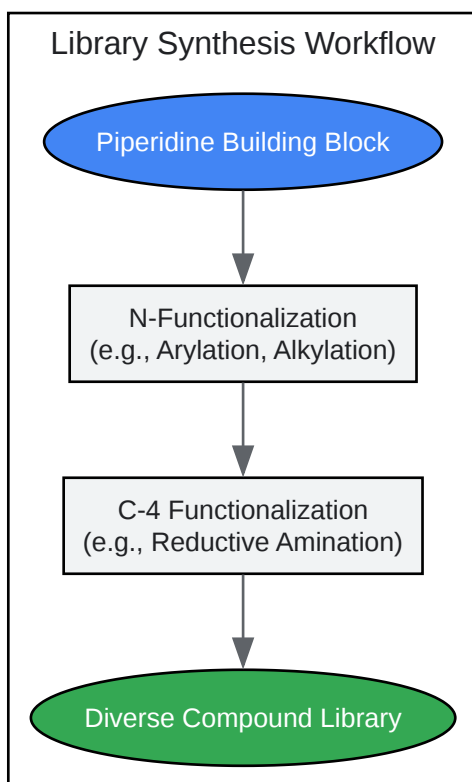 Library Synthesis Workflow
Piperidine Building Block
N-Functionalization
(e.g., Arylation, Alkylation)
C-4 Functionalization
(e.g., Reductive Amination)
Diverse Compound Library